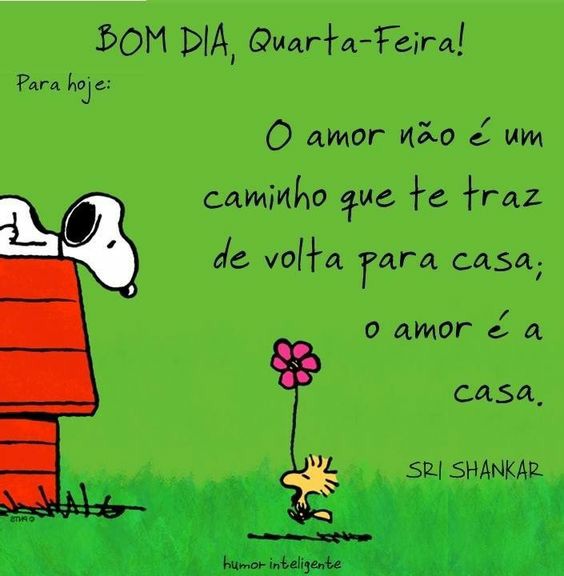 BOM DIA, Quarta-Feira!
Para hoje:
O amor não é um
caminho que te traz
de volta para casa;
o amor é a
casa.
SRI SHANKAR
humor inteligente